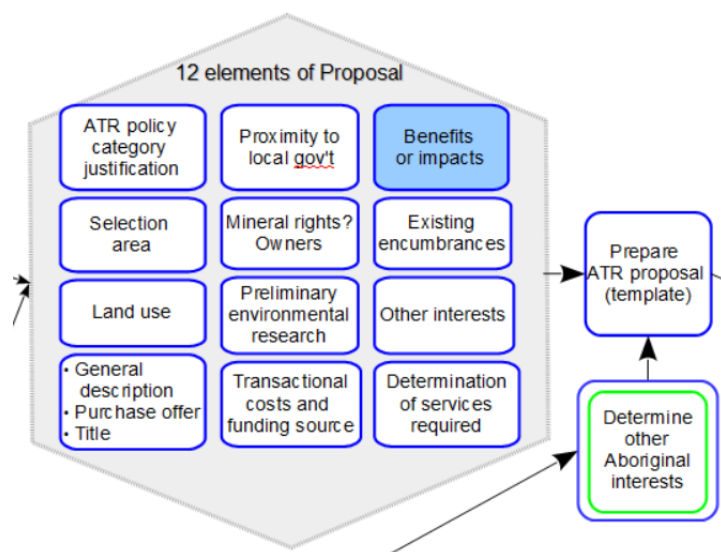 12 elements of Proposal
ATR policy
category
justification
Proximity to
local gov't
Benefits
or impacts
Selection
area
Mineral rights?
Owners
Existing
encumbrances
Land use
Preliminary
environmental
research
Other interests
• General
description
• Purchase offer
• Title
Transactional
costs and
funding source
Determination
of services
required
Prepare
ATR proposal
(template)
Determine
other
Aboriginal
interests